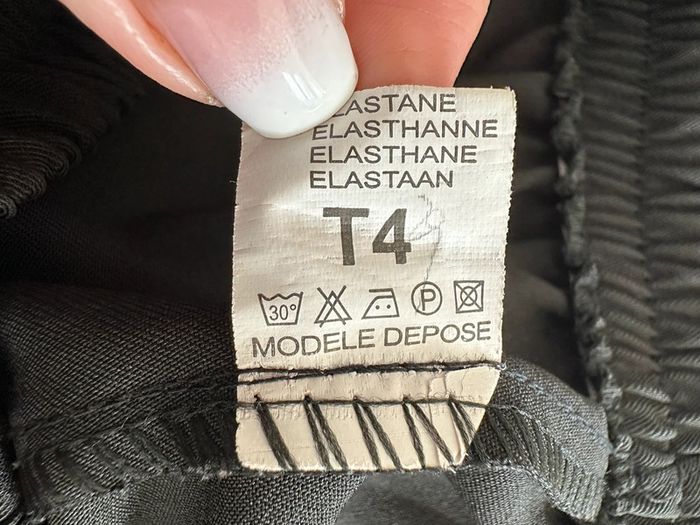 ELASTANE
ELASTHANNE
ELASTHANE
ELASTAAN
T4
30° P
MODELE DEPOSE